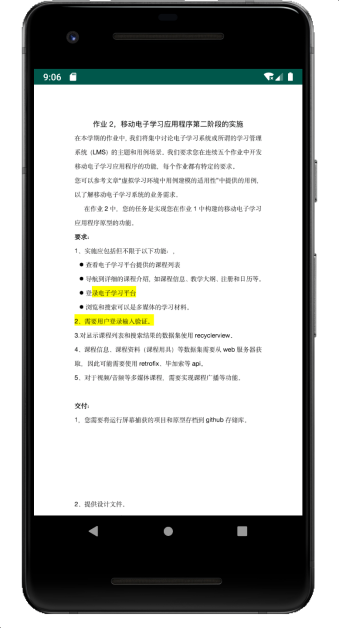 9:06
作业 2，移动电子学习应用程序第二阶段的实施
在本学期的作业中，我们将集中讨论电子学习系统或所谓的学习管理
系统（LMS）的主题和用例场景。我们要求您在连续五个作业中开发
移动电子学习应用程序的功能，每个作业都有特定的要求。
您可以参考文章“虚拟学习环境中用例建模的适用性”中提供的用例，
以了解移动电子学习系统的业务需求。
在作业 2 中，您的任务是实现您在作业 1 中构建的移动电子学习应
应用程序原型的功能。
要求：
1、实施应包括但不限于以下功能：。
● 查看电子学习平台提供的课程列表
● 导航到详细的课程介绍，如课程信息、教学大纲、注册和日历等。
● 登录电子学习平台
● 浏览和搜索可以是多媒体的学习材料。
2、需要用户登录输入验证。
3.对显示课程列表和搜索结果的数据集使用 recyclerview。
4、课程信息、课程资料（课程用具）等数据集需要从 web 服务器获
取，因此可能需要使用 retrofix、毕加索等 api。
5、对于视频/音频等多媒体课程，需要实现课程广播等功能。
交付：
1、您需要将运行屏幕捕获的项目和原型存档到 github 存储库。
2、提供设计文件。